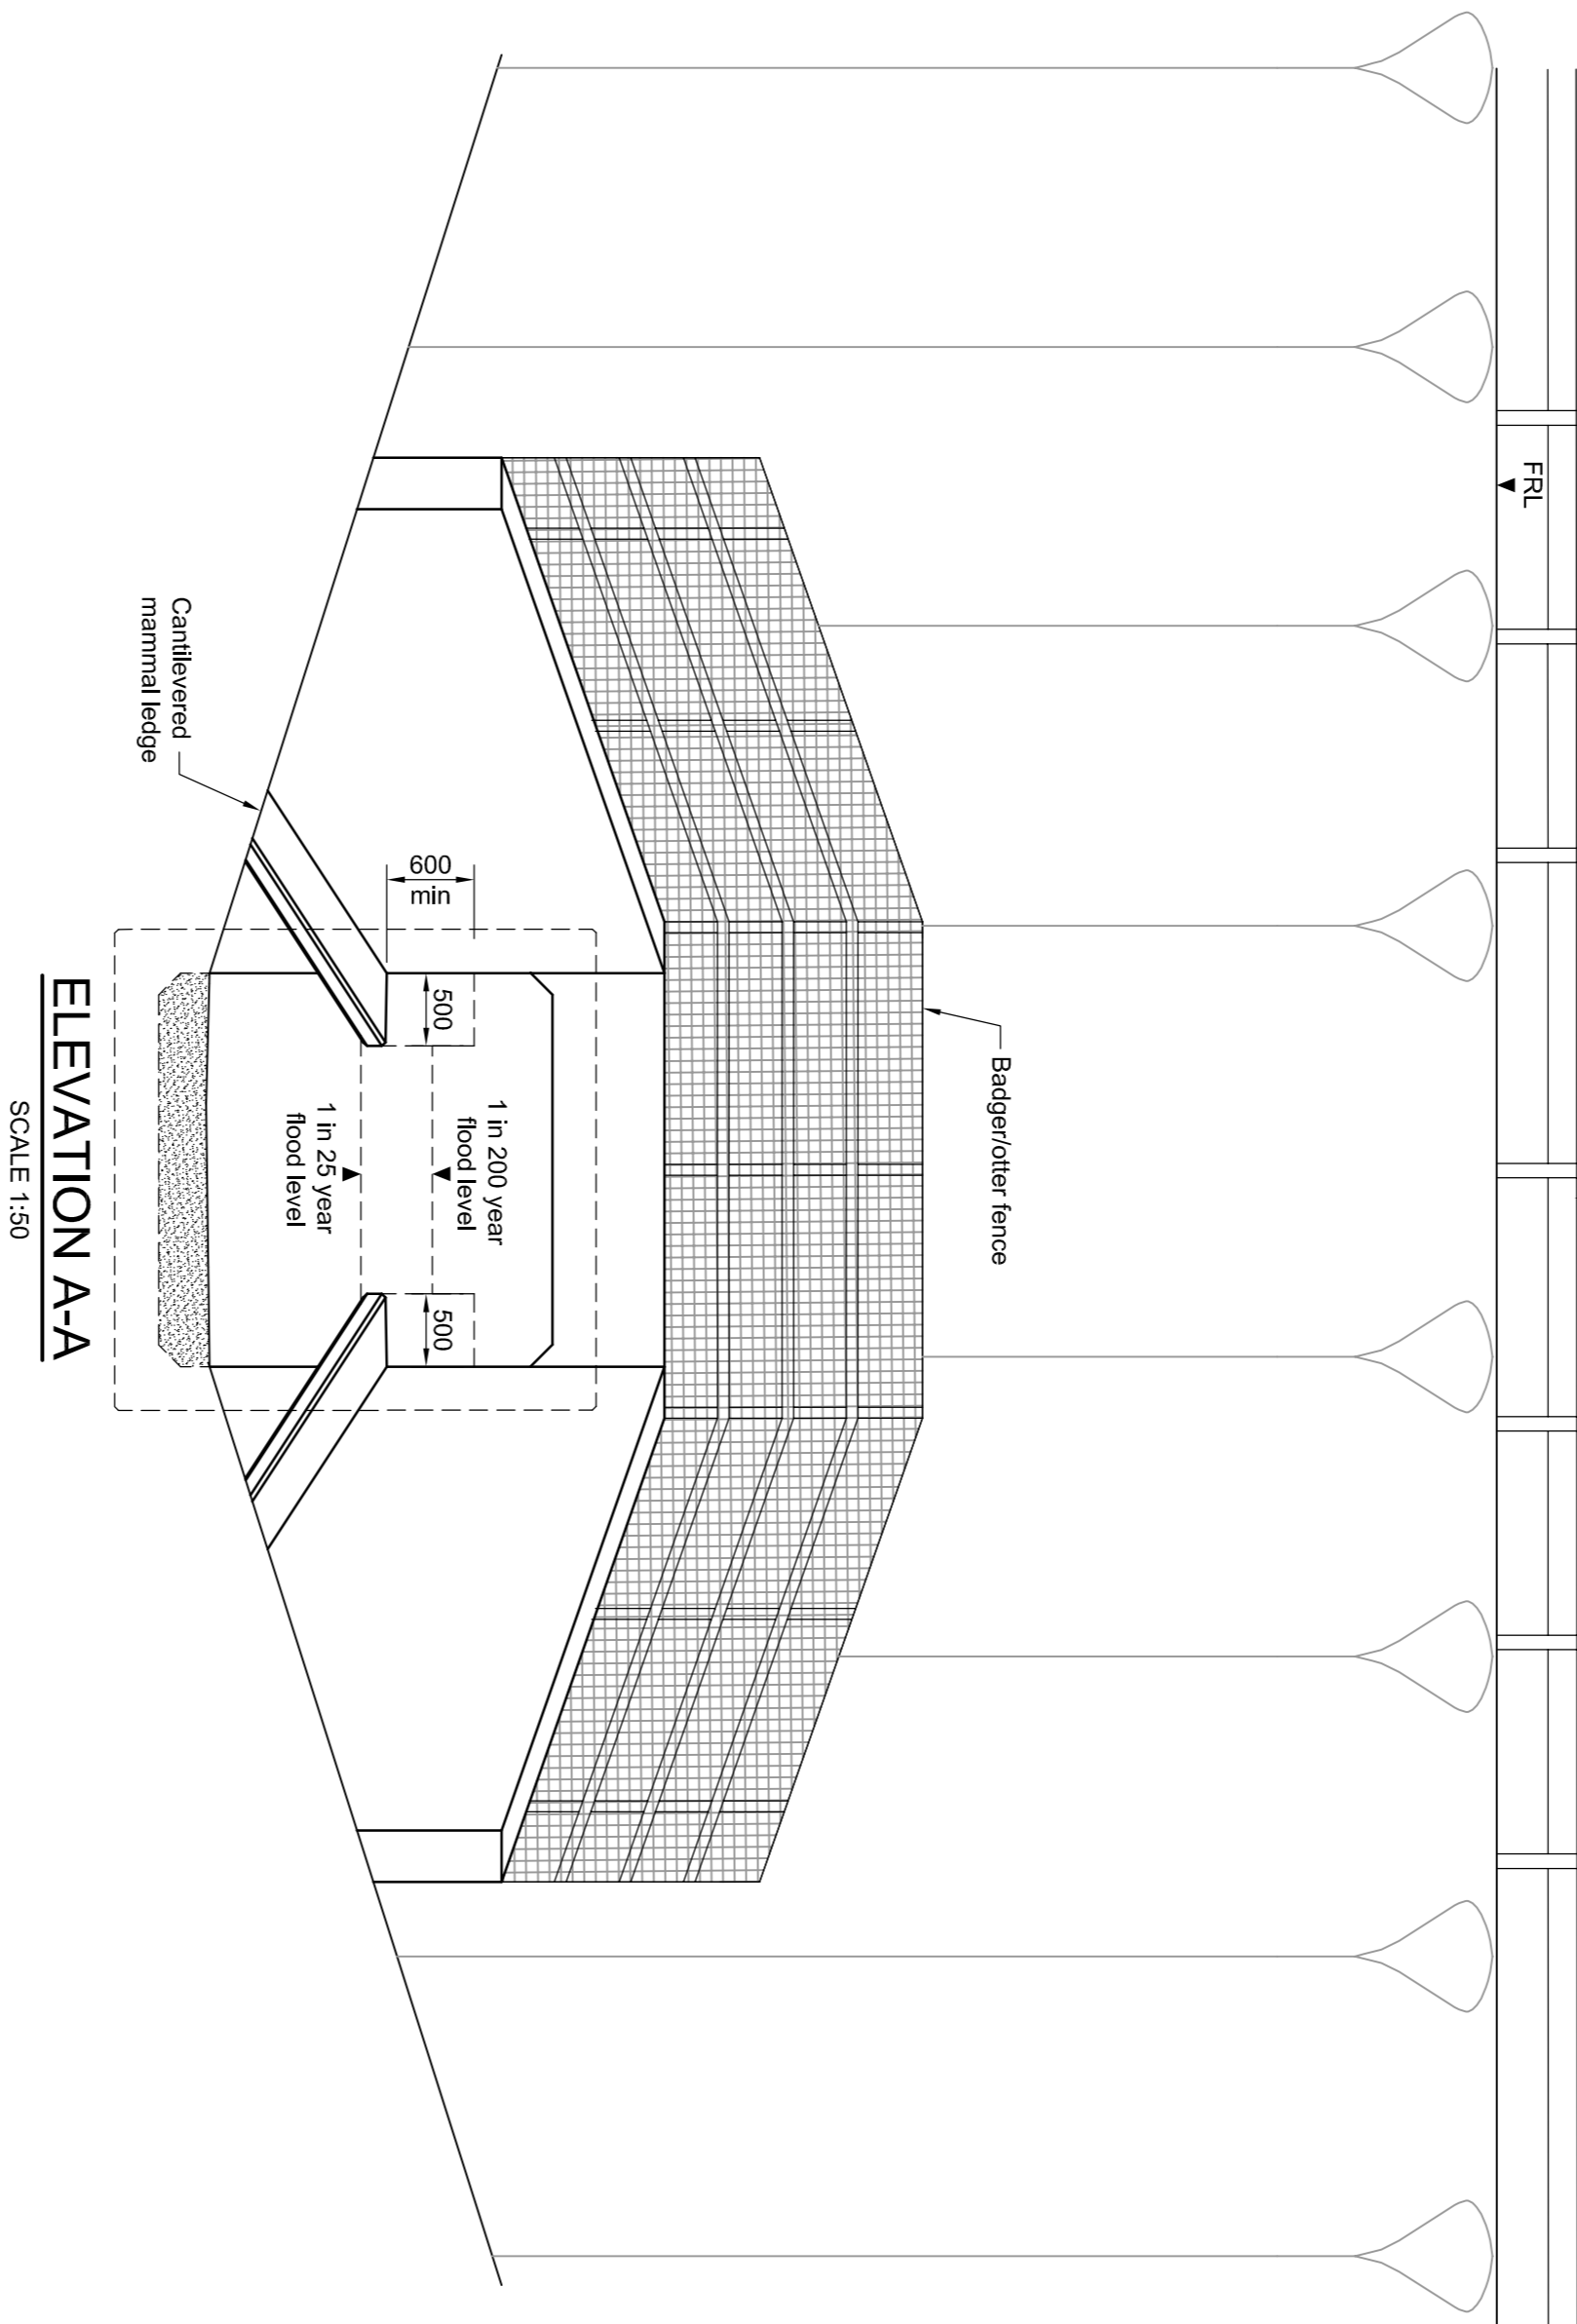 FRL
Badger/otter fence
600
min
500
500
1 in 200 year
flood level
1 in 25 year
flood level
Cantilevered
mammal ledge
ELEVATION A-A
SCALE 1:50